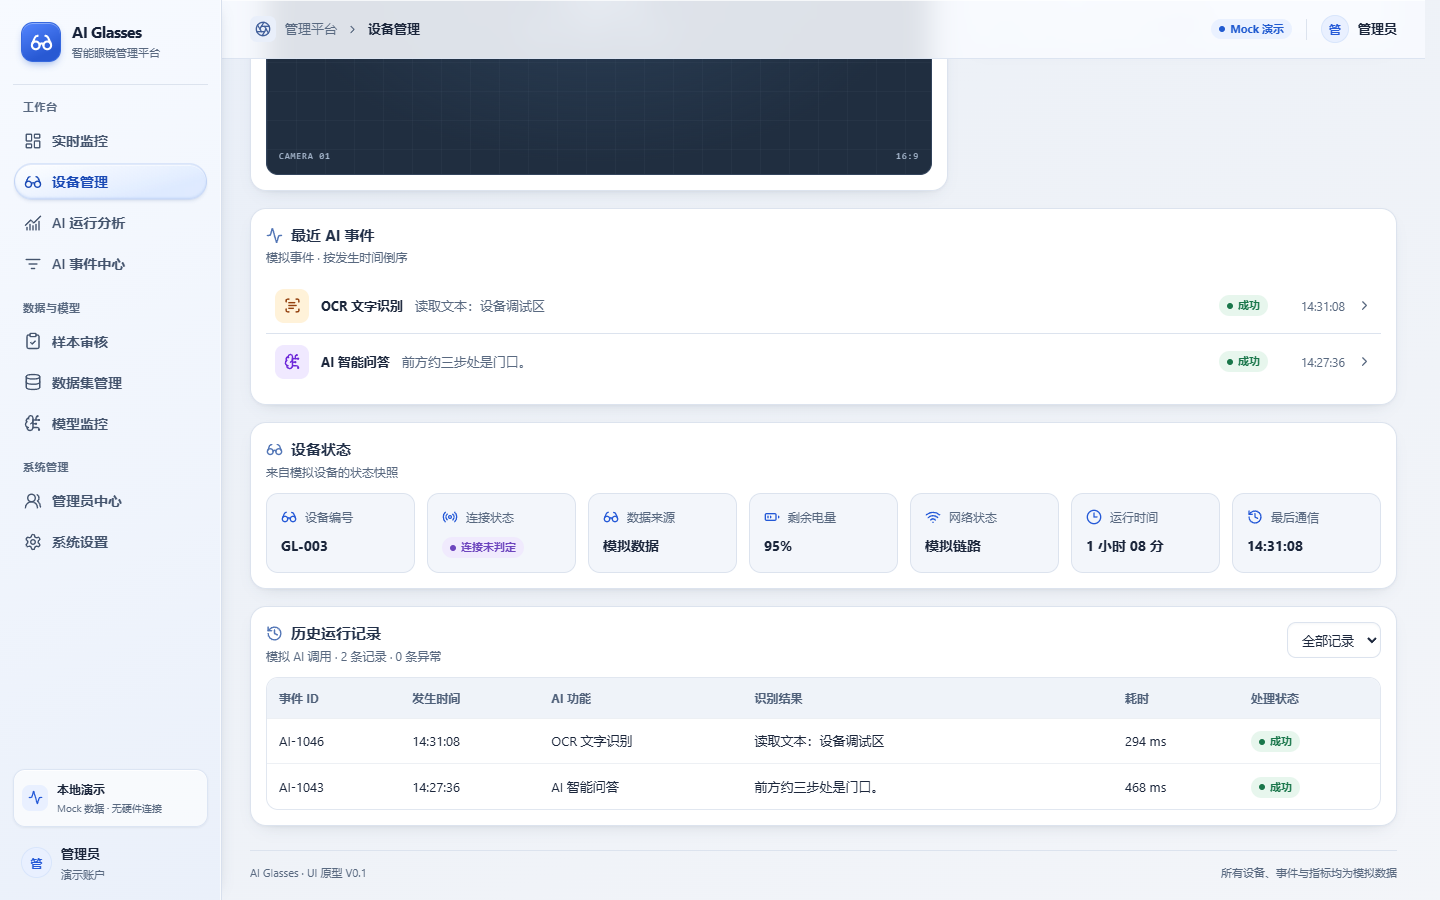 AI Glasses
智能眼镜管理平台
工作台
实时监控
设备管理
AI 运行分析
AI 事件中心
数据与模型
样本审核
数据集管理
模型监控
系统管理
管理员中心
系统设置
本地演示
Mock 数据 · 无硬件连接
管 管理员
演示账户
管理平台 > 设备管理
Mock 演示
管 管理员
CAMERA 01 16:9
最近 AI 事件
模拟事件 · 按发生时间倒序
OCR 文字识别 读取文本：设备调试区 成功 14:31:08
AI 智能问答 前方约三步处是门口。 成功 14:27:36
设备状态
来自模拟设备的状态快照
设备编号 连接状态 数据来源 剩余电量 网络状态 运行时间 最后通信
GL-003 连接未判定 模拟数据 95% 模拟链路 1 小时 08 分 14:31:08
历史运行记录
模拟 AI 调用 · 2 条记录 · 0 条异常
全部记录
事件 ID 发生时间 AI 功能 识别结果 耗时 处理状态
AI-1046 14:31:08 OCR 文字识别 读取文本：设备调试区 294 ms 成功
AI-1043 14:27:36 AI 智能问答 前方约三步处是门口。 468 ms 成功
AI Glasses · UI 原型 V0.1
所有设备、事件与指标均为模拟数据